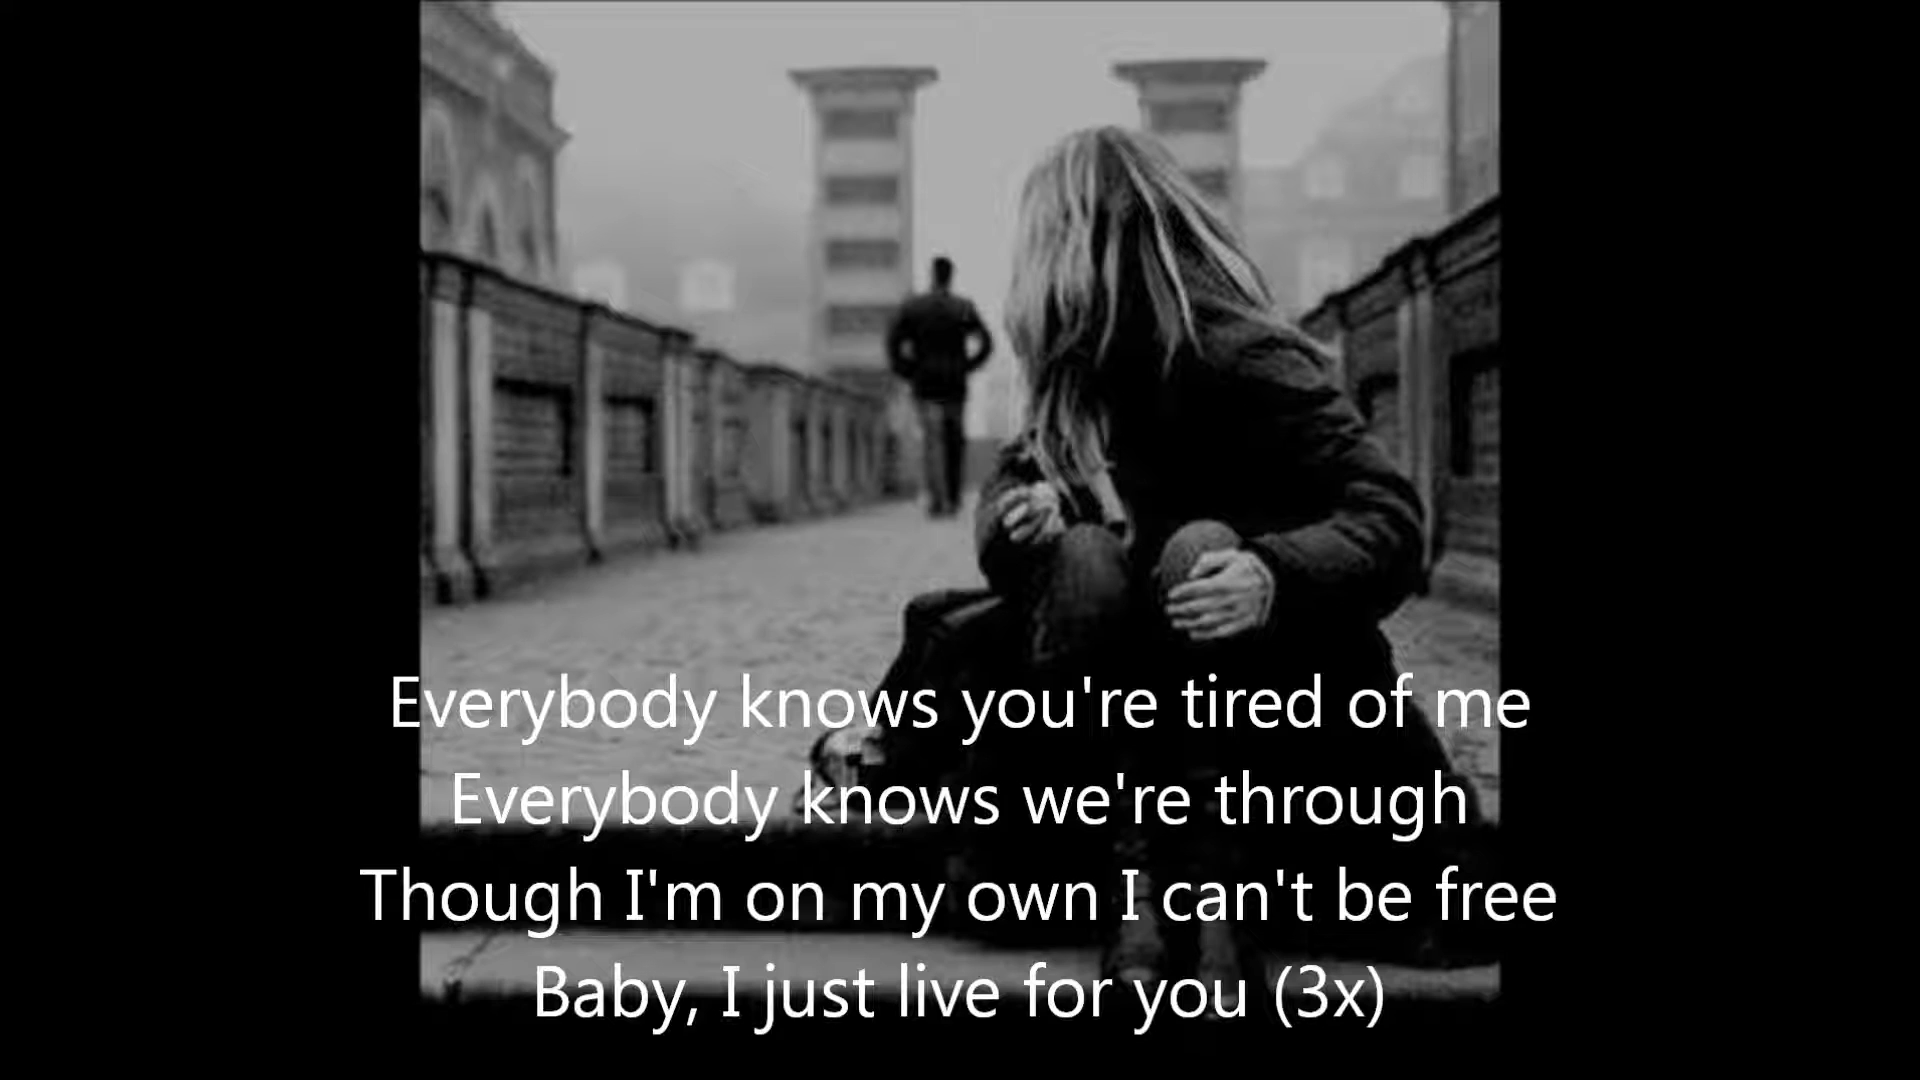 Everybody knows you're tired of me
Everybody knows we're through
Though I'm on my own I can't be free
Baby, I just live for you (3x)